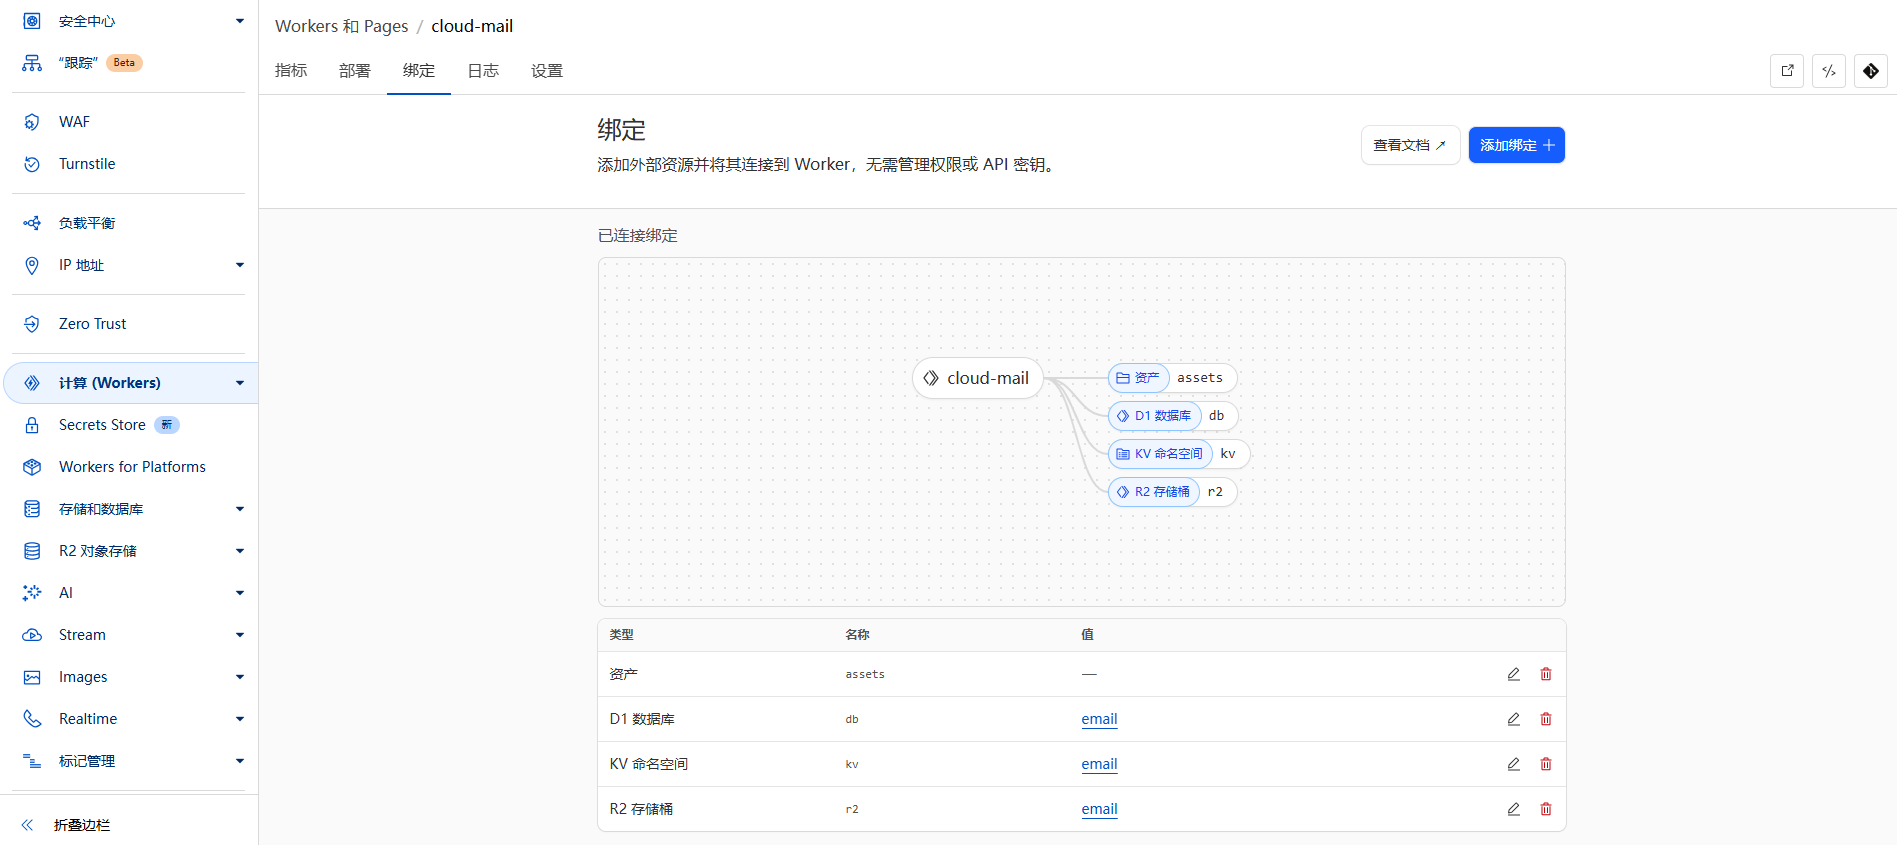 安全中心
“跟踪” Beta
WAF
Turnstile
负载平衡
IP 地址
Zero Trust
计算 (Workers)
Secrets Store 新
Workers for Platforms
存储和数据库
R2 对象存储
AI
Stream
Images
Realtime
标记管理
折叠边栏
Workers 和 Pages / cloud-mail
指标 部署 绑定 日志 设置
绑定
添加外部资源并将其连接到 Worker，无需管理权限或 API 密钥。
查看文档 ↗ 添加绑定
已连接绑定
cloud-mail
资产 assets
D1 数据库 db
KV 命名空间 kv
R2 存储桶 r2
类型 名称 值
资产 assets —
D1 数据库 db email
KV 命名空间 kv email
R2 存储桶 r2 email